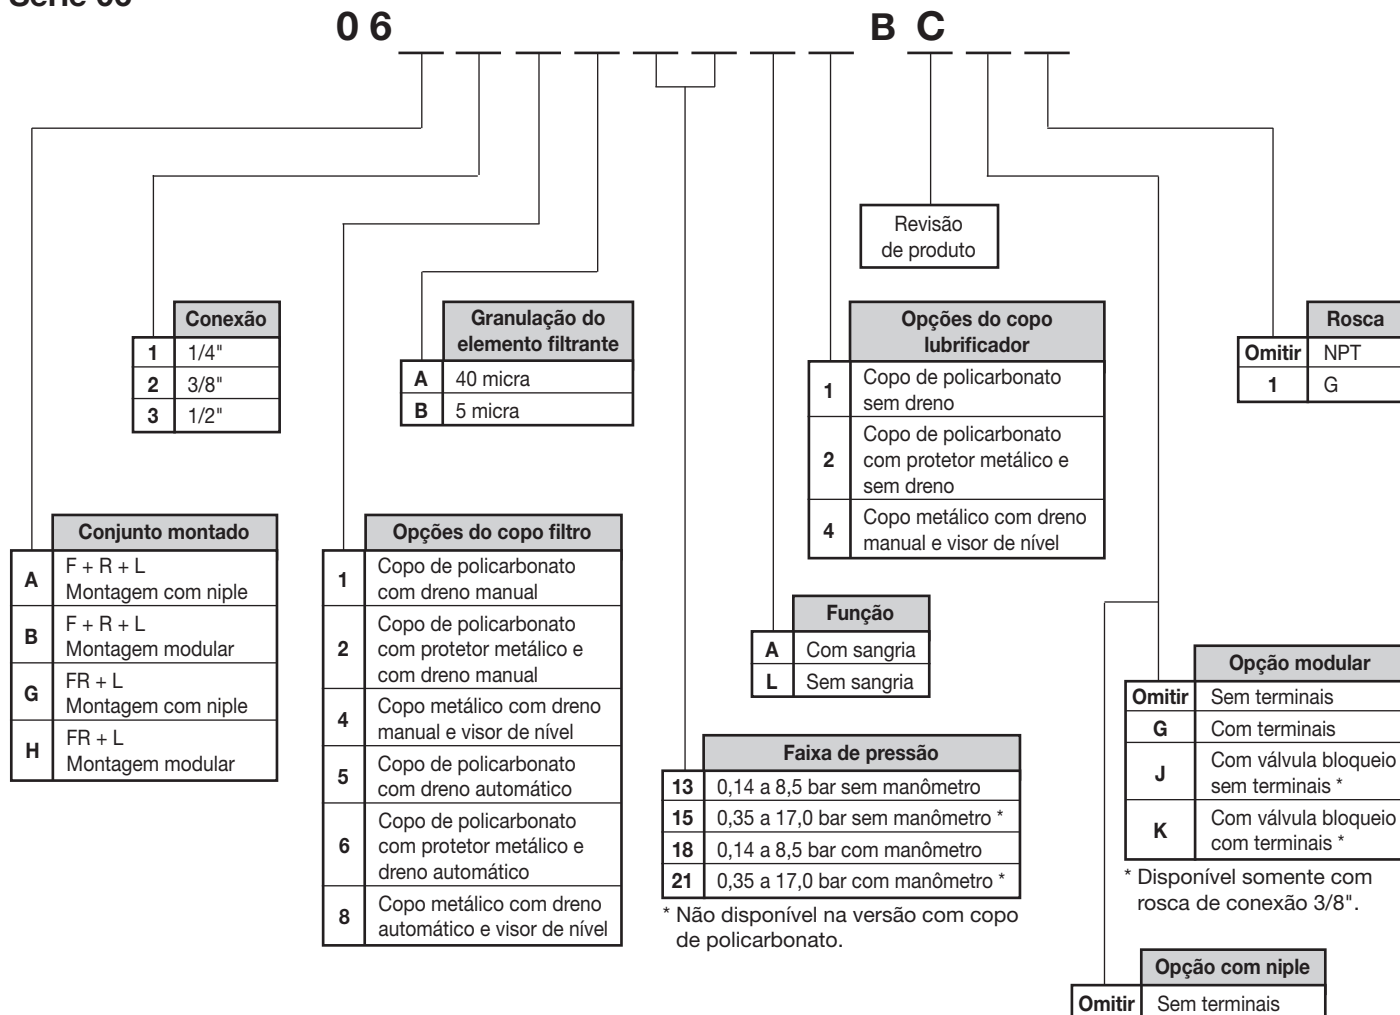 0 6 B C
Revisão
de produto
Conexão
1 1/4"
2 3/8"
3 1/2"
Granulação do
elemento filtrante
A 40 micra
B 5 micra
Opções do copo
lubrificador
1 Copo de policarbonato
sem dreno
2 Copo de policarbonato
com protetor metálico e
sem dreno
4 Copo metálico com dreno
manual e visor de nível
Rosca
Omitir NPT
1 G
Conjunto montado
A F + R + L
Montagem com niple
B F + R + L
Montagem modular
G FR + L
Montagem com niple
H FR + L
Montagem modular
Opções do copo filtro
1 Copo de policarbonato
com dreno manual
2 Copo de policarbonato
com protetor metálico e
com dreno manual
4 Copo metálico com dreno
manual e visor de nível
5 Copo de policarbonato
com dreno automático
6 Copo de policarbonato
com protetor metálico e
dreno automático
8 Copo metálico com dreno
automático e visor de nível
Função
A Com sangria
L Sem sangria
Faixa de pressão
13 0,14 a 8,5 bar sem manômetro
15 0,35 a 17,0 bar sem manômetro *
18 0,14 a 8,5 bar com manômetro
21 0,35 a 17,0 bar com manômetro *
* Não disponível na versão com copo
de policarbonato.
Opção modular
Omitir Sem terminais
G Com terminais
J Com válvula bloqueio
sem terminais *
K Com válvula bloqueio
com terminais *
* Disponível somente com
rosca de conexão 3/8".
Opção com niple
Omitir Sem terminais